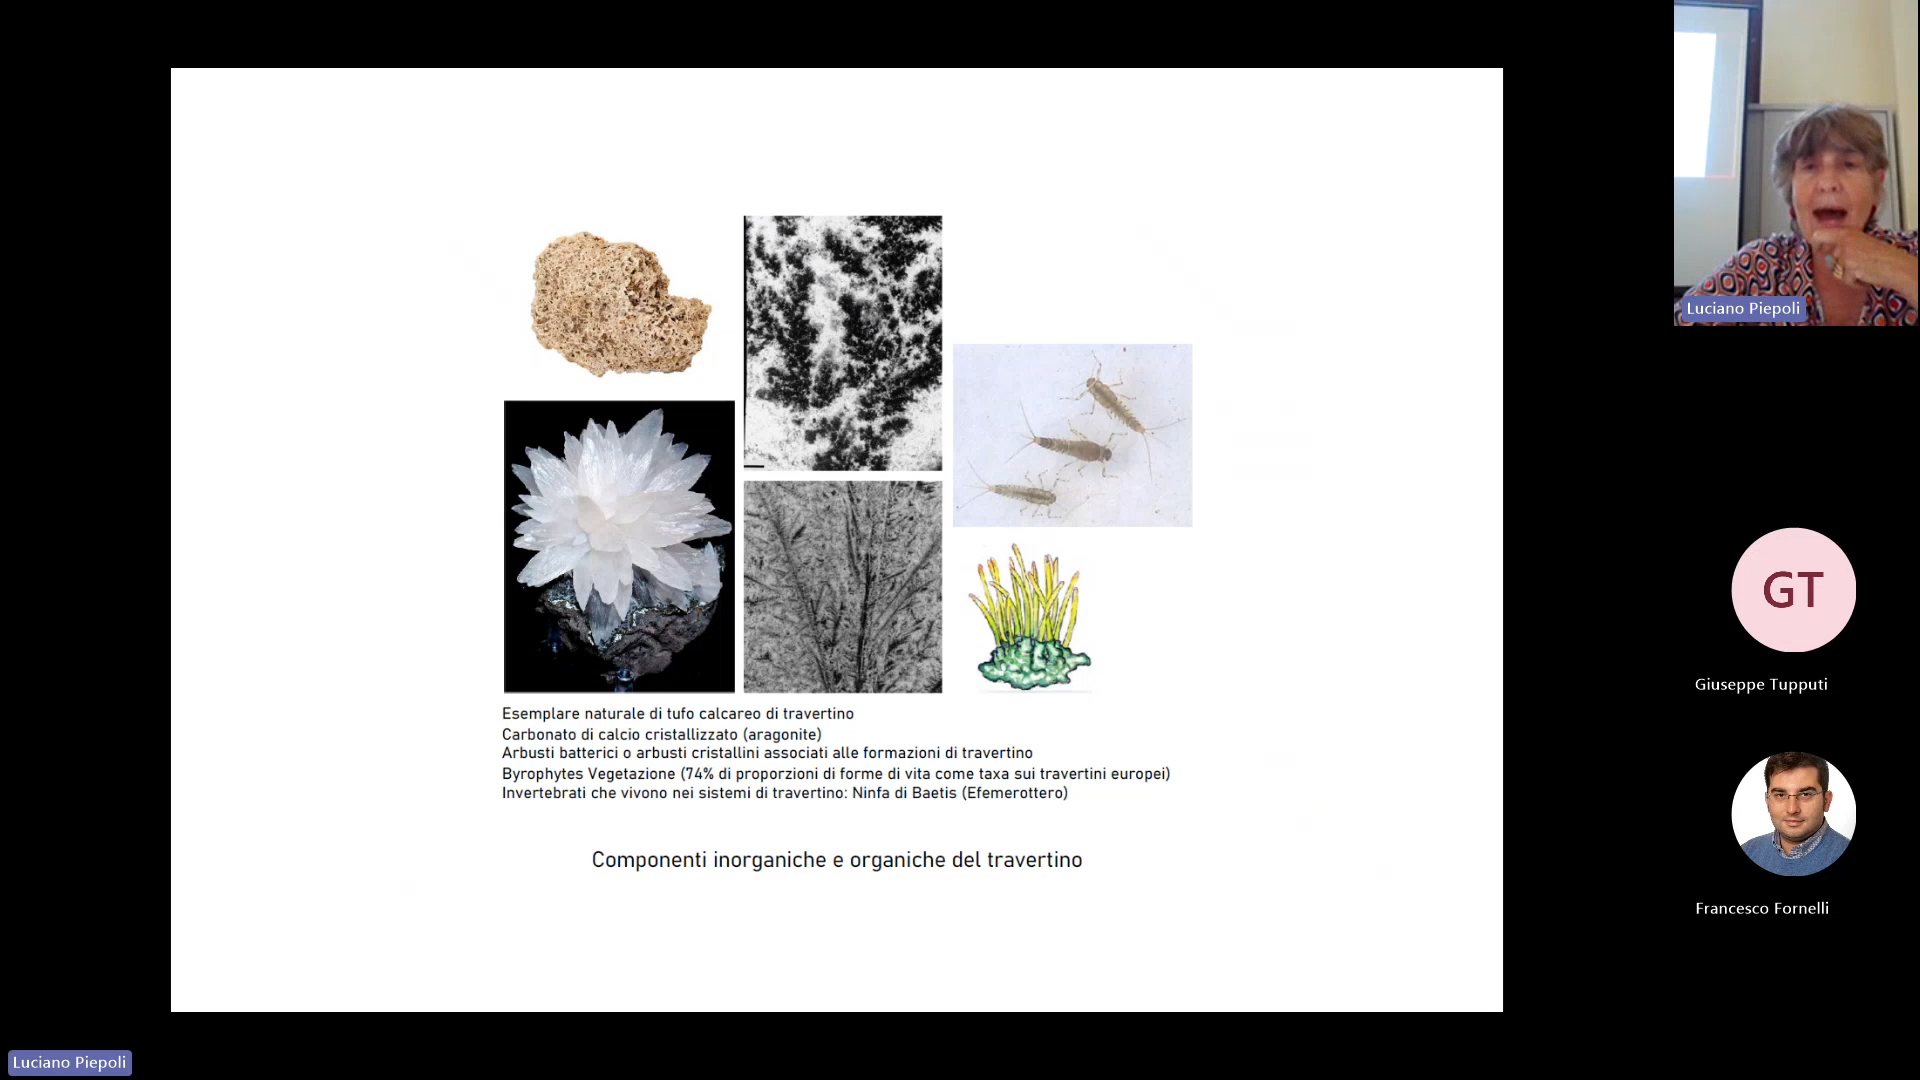 Luciano Piepoli
Esemplare naturale di tufo calcareo di travertino
Carbonato di calcio cristallizzato (aragonite)
Arbusti batterici o arbusti cristallini associati alle formazioni di travertino
Byrophytes Vegetazione (74% di proporzioni di forme di vita come taxa sui travertini europei)
Invertebrati che vivono nei sistemi di travertino: Ninfa di Baetis (Efemerottero)
Componenti inorganiche e organiche del travertino
GT
Giuseppe Tupputi
Francesco Fornelli
Luciano Piepoli